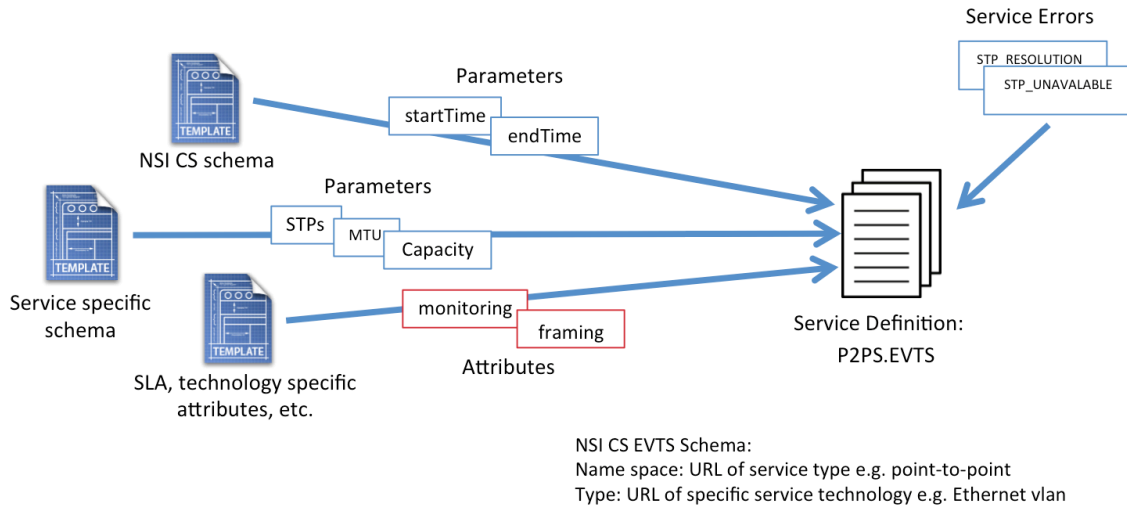 Service Errors
STP_RESOLUTION
STP_UNAVALABLE
Parameters
startTime
endTime
TEMPLATE
NSI CS schema
Parameters
STPs
MTU
Capacity
TEMPLATE
Service specific
schema
monitoring
framing
Attributes
TEMPLATE
SLA, technology specific
attributes, etc.
Service Definition:
P2PS.EVTS
NSI CS EVTS Schema:
Name space: URL of service type e.g. point-to-point
Type: URL of specific service technology e.g. Ethernet vlan